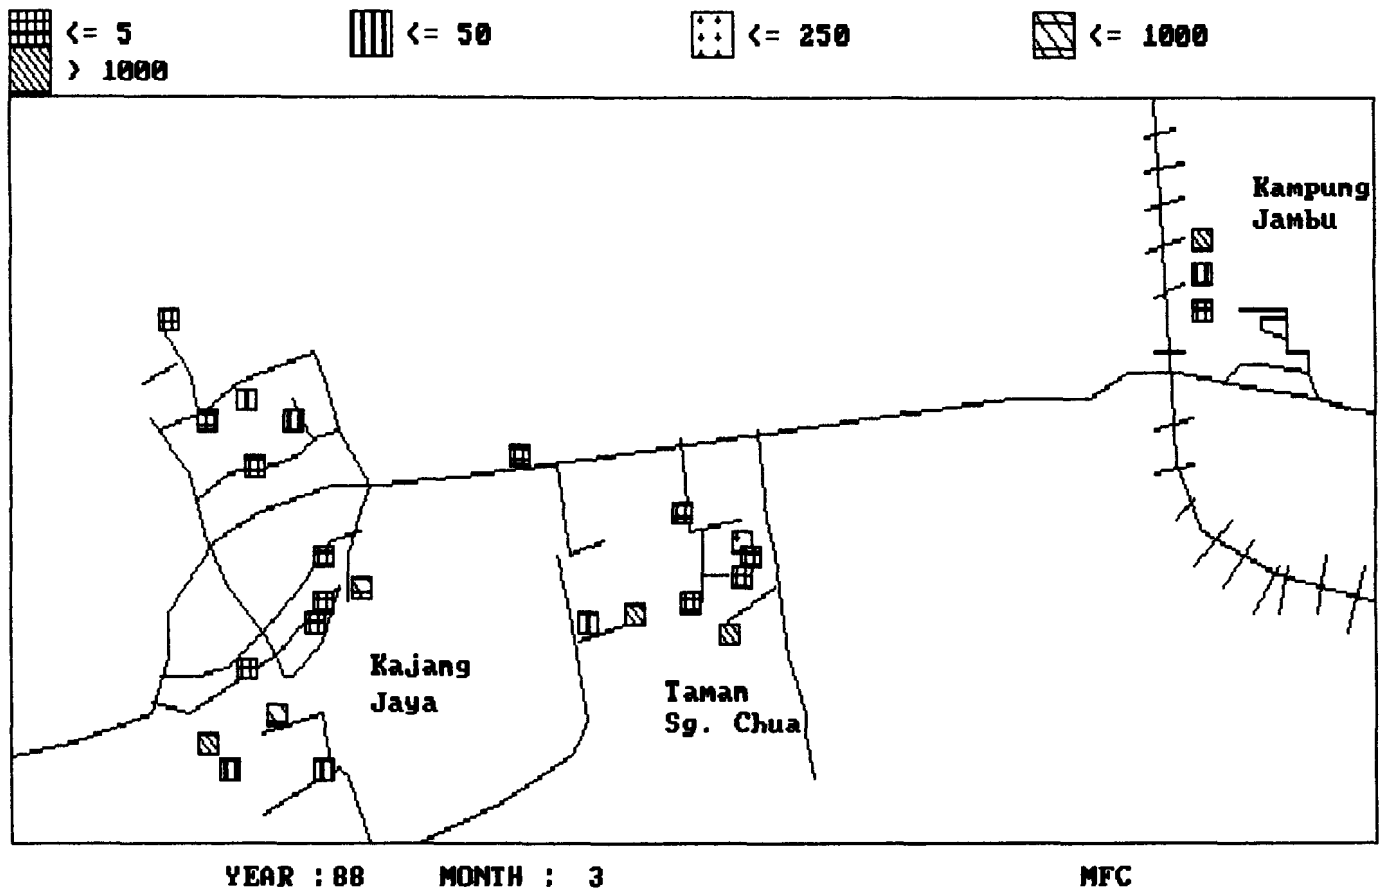 <= 5 <= 50 <= 250 <= 1000
> 1000
Kampung
Jambu
Kajang
Jaya
Taman
Sg. Chua
YEAR :88 MONTH : 3 MFC